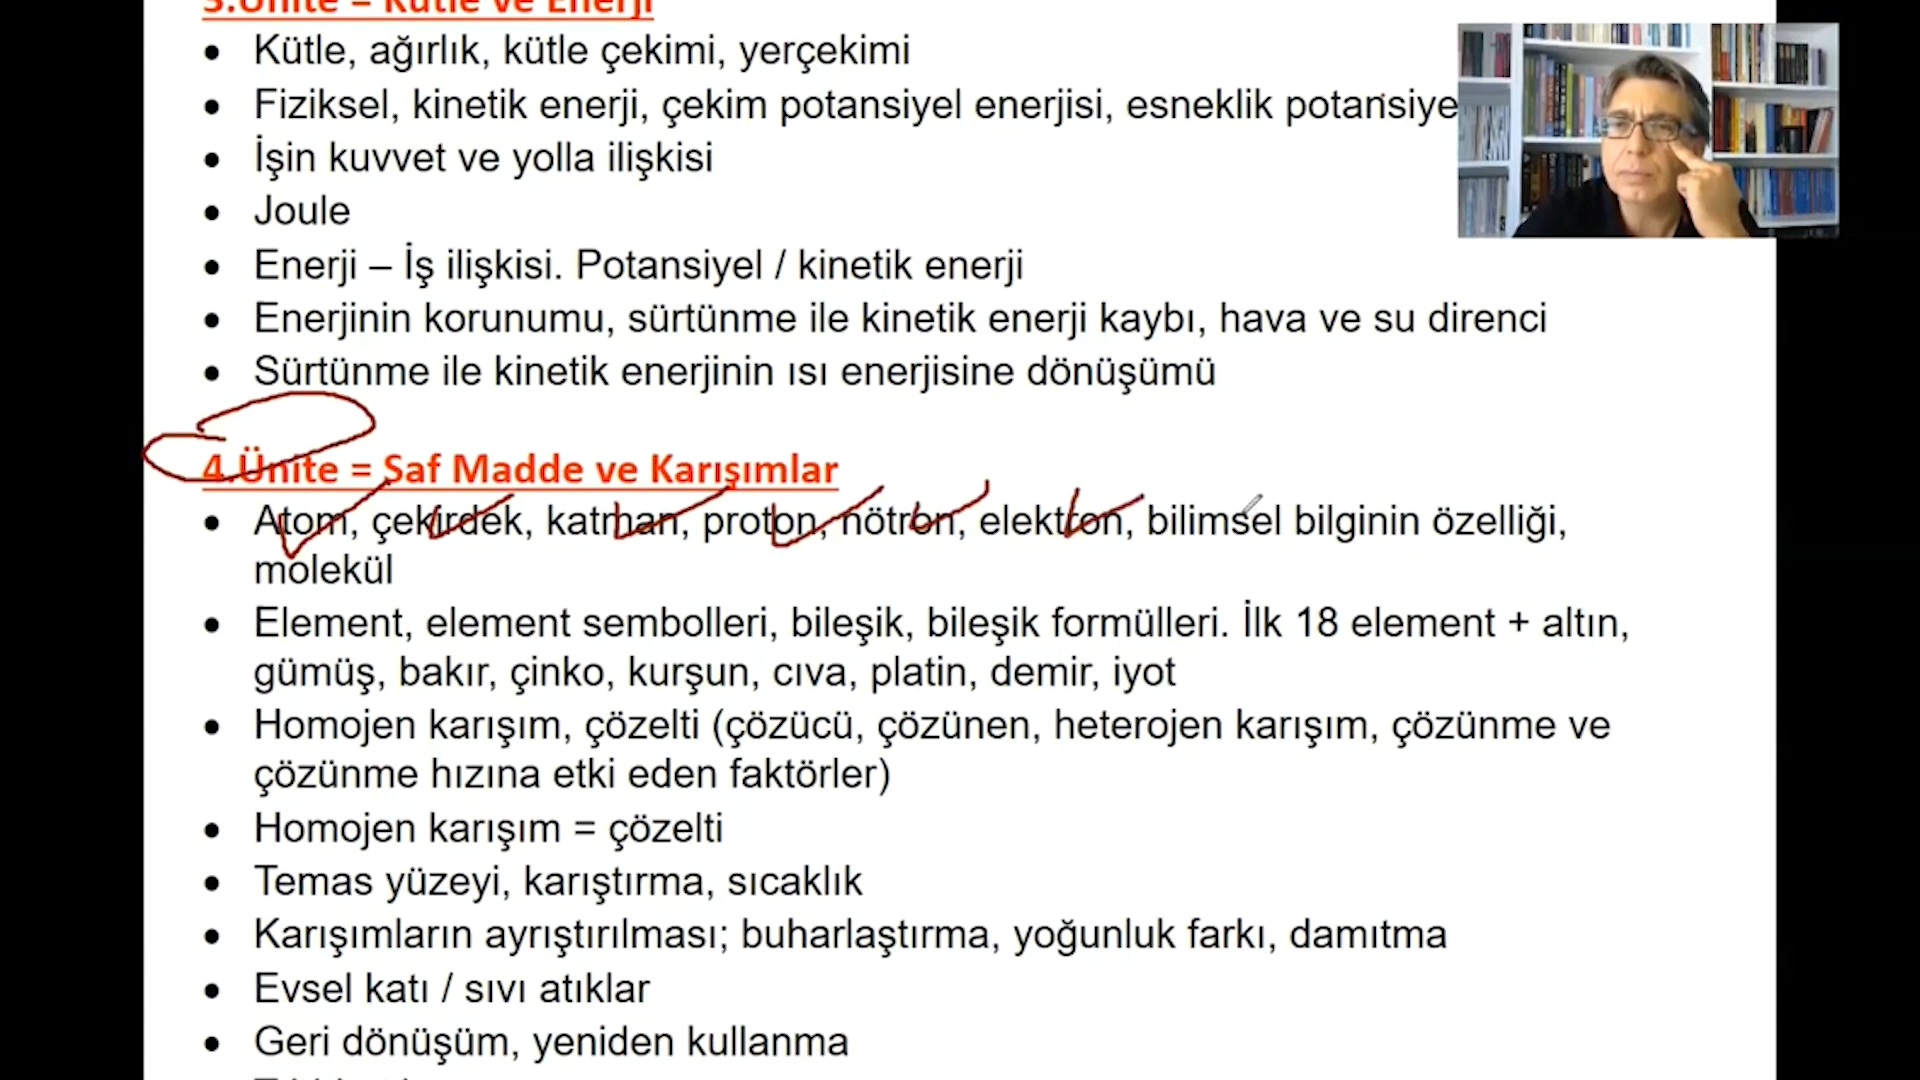 3.Ünite = Kütle ve Enerji
Kütle, ağırlık, kütle çekimi, yerçekimi
Fiziksel, kinetik enerji, çekim potansiyel enerjisi, esneklik potansiye
İşin kuvvet ve yolla ilişkisi
Joule
Enerji – İş ilişkisi. Potansiyel / kinetik enerji
Enerjinin korunumu, sürtünme ile kinetik enerji kaybı, hava ve su direnci
Sürtünme ile kinetik enerjinin ısı enerjisine dönüşümü
4.Ünite = Saf Madde ve Karışımlar
Atom, çekirdek, katman, proton, nötron, elektron, bilimsel bilginin özelliği,
molekül
Element, element sembolleri, bileşik, bileşik formülleri. İlk 18 element + altın,
gümüş, bakır, çinko, kurşun, cıva, platin, demir, iyot
Homojen karışım, çözelti (çözücü, çözünen, heterojen karışım, çözünme ve
çözünme hızına etki eden faktörler)
Homojen karışım = çözelti
Temas yüzeyi, karıştırma, sıcaklık
Karışımların ayrıştırılması; buharlaştırma, yoğunluk farkı, damıtma
Evsel katı / sıvı atıklar
Geri dönüşüm, yeniden kullanma